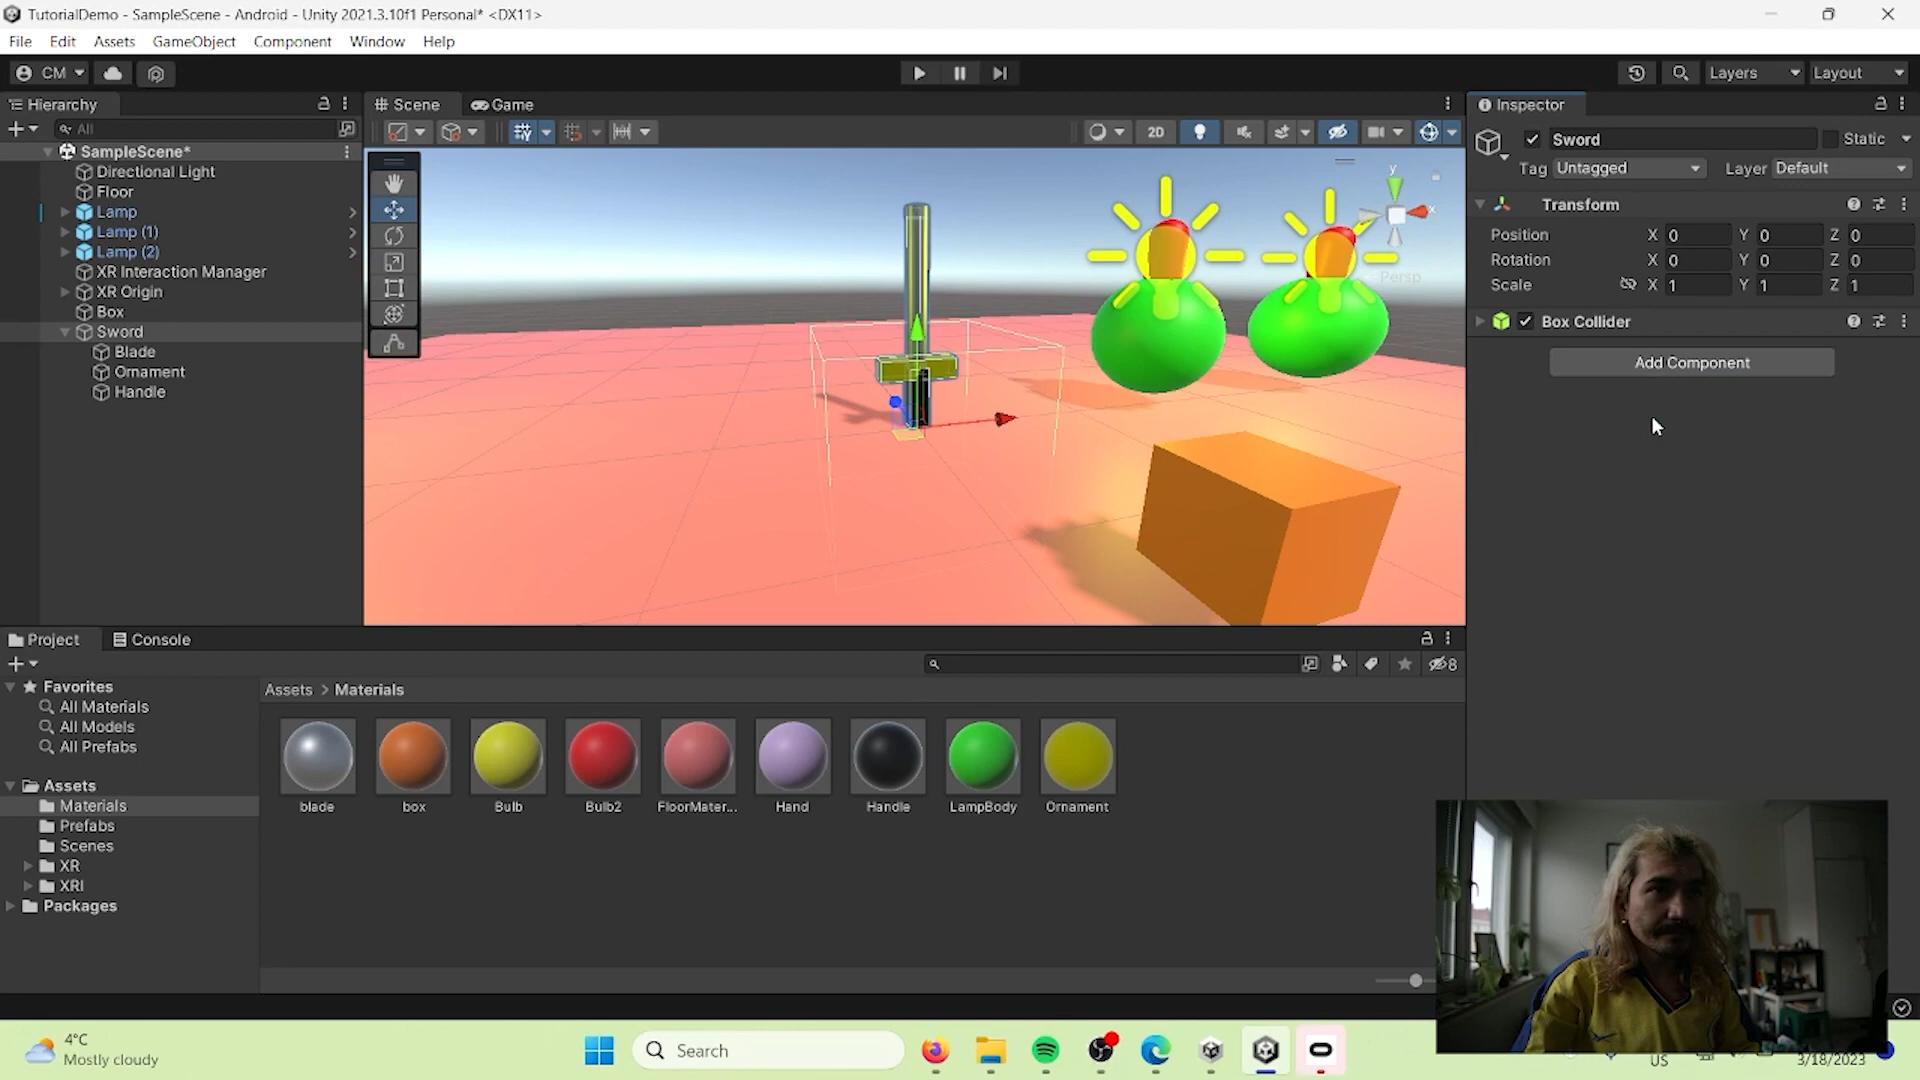 TutorialDemo - SampleScene - Android - Unity 2021.3.10f1 Personal* <DX11>
File Edit Assets GameObject Component Window Help
CM
Layers Layout
Hierarchy
All
SampleScene*
Directional Light
Floor
Lamp
Lamp (1)
Lamp (2)
XR Interaction Manager
XR Origin
Box
Sword
Blade
Ornament
Handle
Scene Game
2D
y
x
Persp
Inspector
Sword Static
Tag Untagged Layer Default
Transform
Position X 0 Y 0 Z 0
Rotation X 0 Y 0 Z 0
Scale X 1 Y 1 Z 1
Box Collider
Add Component
Project Console
8
Favorites
All Materials
All Models
All Prefabs
Assets
Materials
Prefabs
Scenes
XR
XRI
Packages
Assets > Materials
blade box Bulb Bulb2 FloorMater... Hand Handle LampBody Ornament
4°C
Mostly cloudy
Search
US
3/18/2023